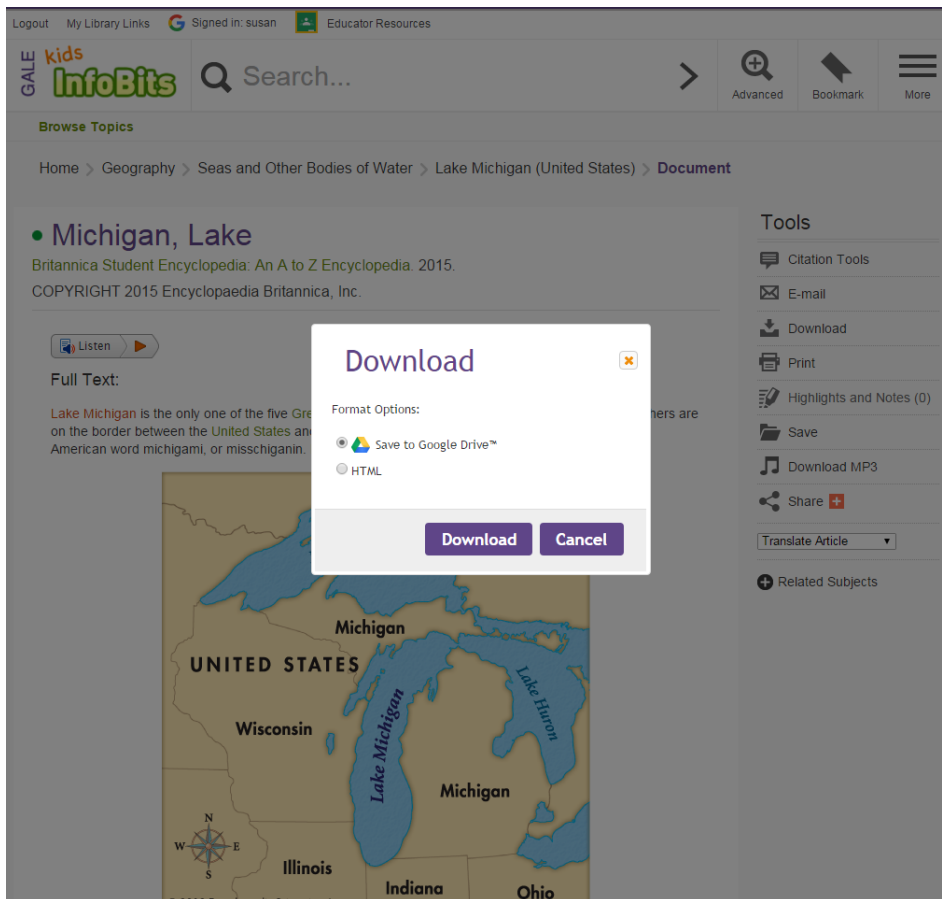 Logout My Library Links Signed in: susan Educator Resources
GALE kids InfoBits
Search...
Advanced Bookmark More
Browse Topics
Home > Geography > Seas and Other Bodies of Water > Lake Michigan (United States) > Document
Michigan, Lake
Britannica Student Encyclopedia: An A to Z Encyclopedia. 2015.
COPYRIGHT 2015 Encyclopaedia Britannica, Inc.
Listen
Full Text:
Lake Michigan is the only one of the five Gre
hers are
on the border between the United States an
American word michigami, or misschiganin.
Download
Format Options:
Save to Google Drive™
HTML
Download Cancel
Michigan
UNITED STATES
Wisconsin
Lake Michigan
Lake Huron
Michigan
N
W E
S
Illinois
Indiana
Ohio
Tools
Citation Tools
E-mail
Download
Print
Highlights and Notes (0)
Save
Download MP3
Share
Translate Article
Related Subjects